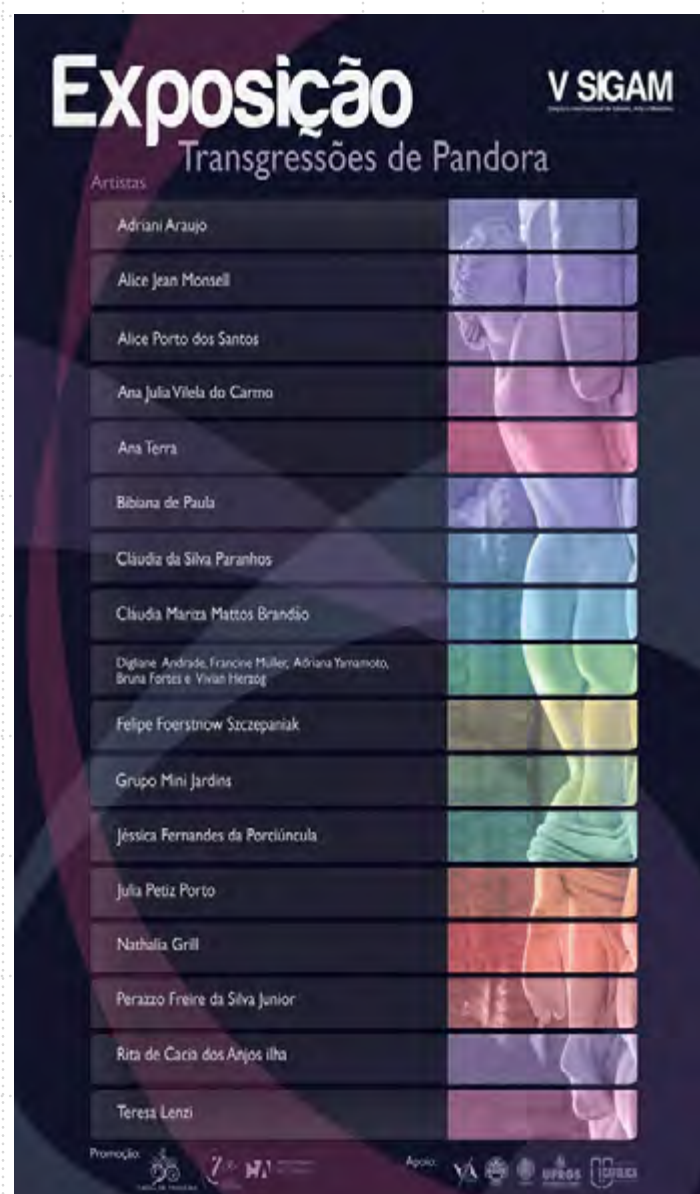 Exposição
V SIGAM
Transgressões de Pandora
Artistas
Adriani Araujo
Alice Jean Monsell
Alice Porto dos Santos
Ana Julia Vilela do Carmo
Ana Terra
Bibiana de Paula
Cláudia da Silva Paranhos
Cláudia Mariza Mattos Brandão
Digliane Andrade, Francine Muller, Adriana Yamamoto,
Bruna Fortes e Vivian Herzog
Felipe Foerstnow Szczepaniak
Grupo Mini Jardins
Jéssica Fernandes da Porciúncula
Julia Petiz Porto
Nathalia Grill
Perazzo Freire da Silva Junior
Rita de Cacia dos Anjos ilha
Teresa Lenzi
Promoção:
Apoio:
UFRGS